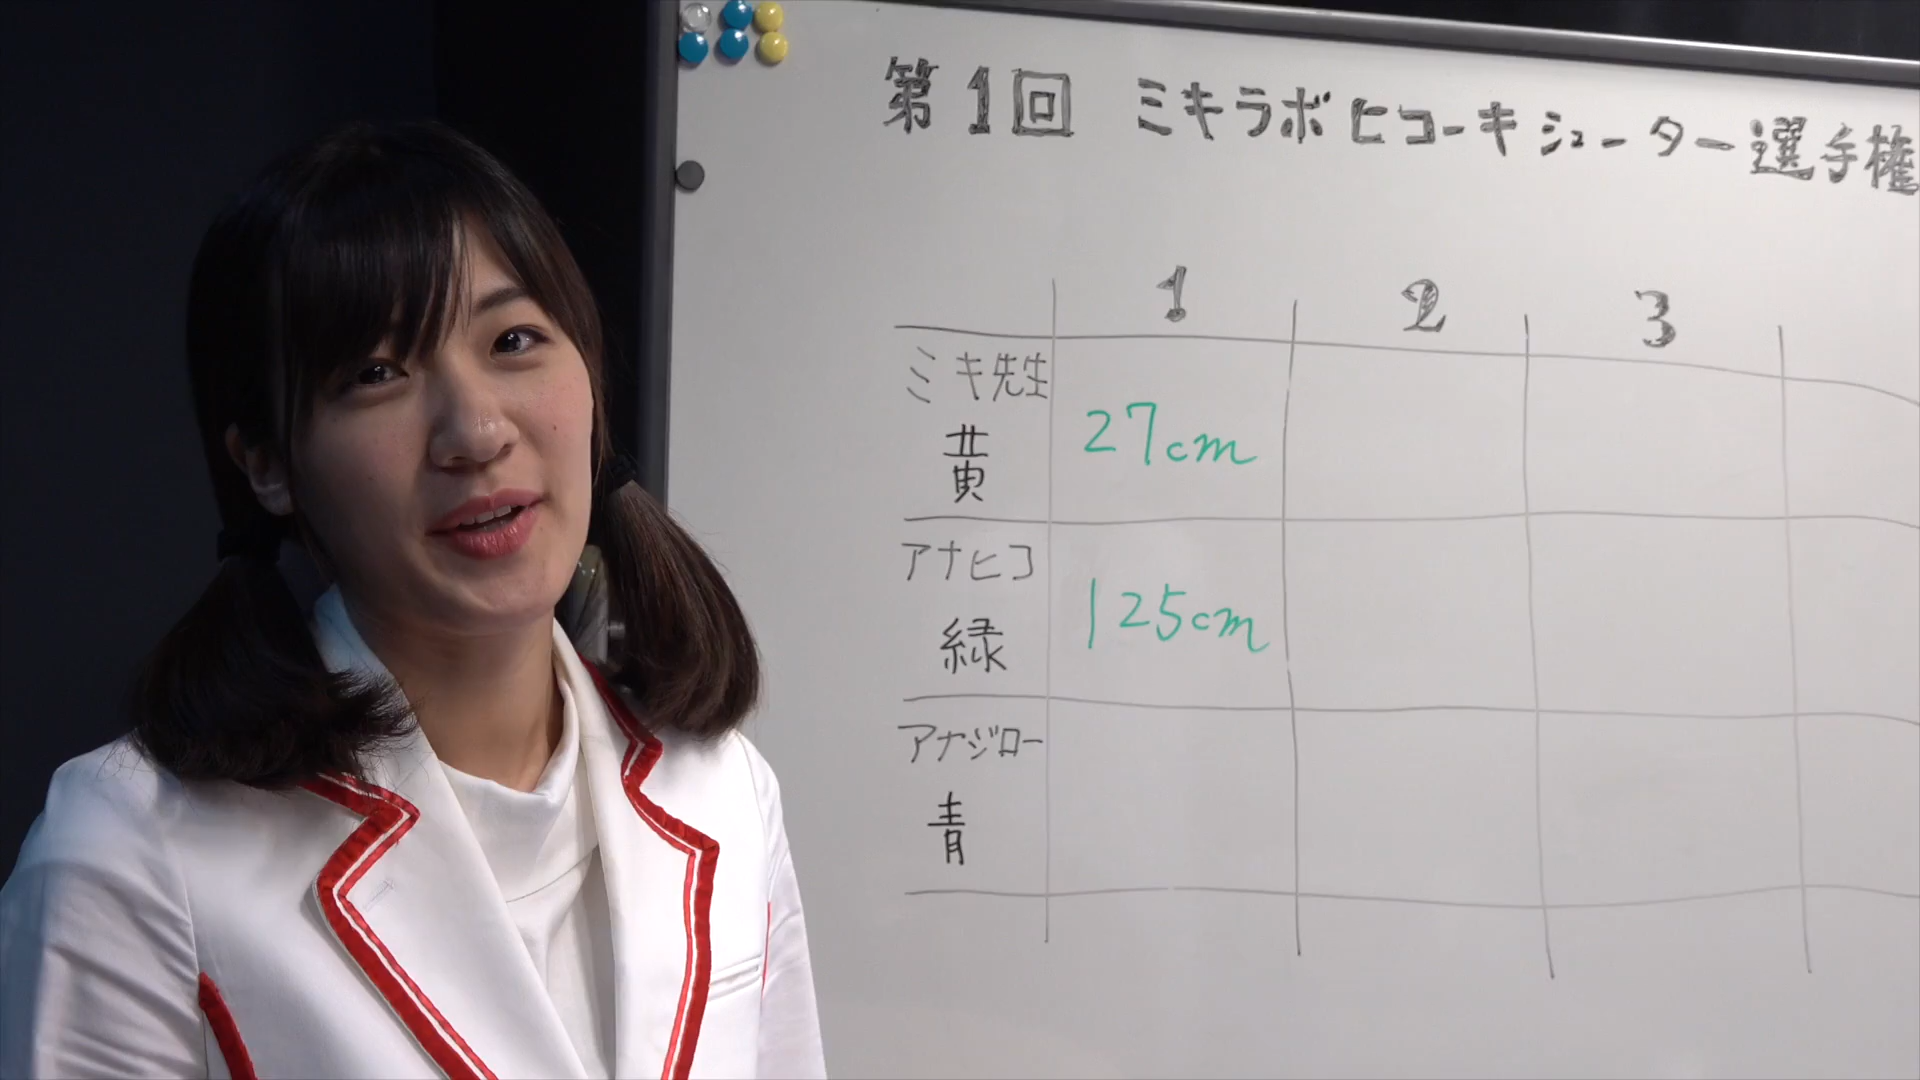 第1回 ミキラボヒコーキシューター選手権
1 2 3
ミキ先生
黄
27cm
アナヒコ
緑
125cm
アナジロー
青